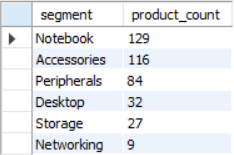 segment product_count
Notebook 129
Accessories 116
Peripherals 84
Desktop 32
Storage 27
Networking 9